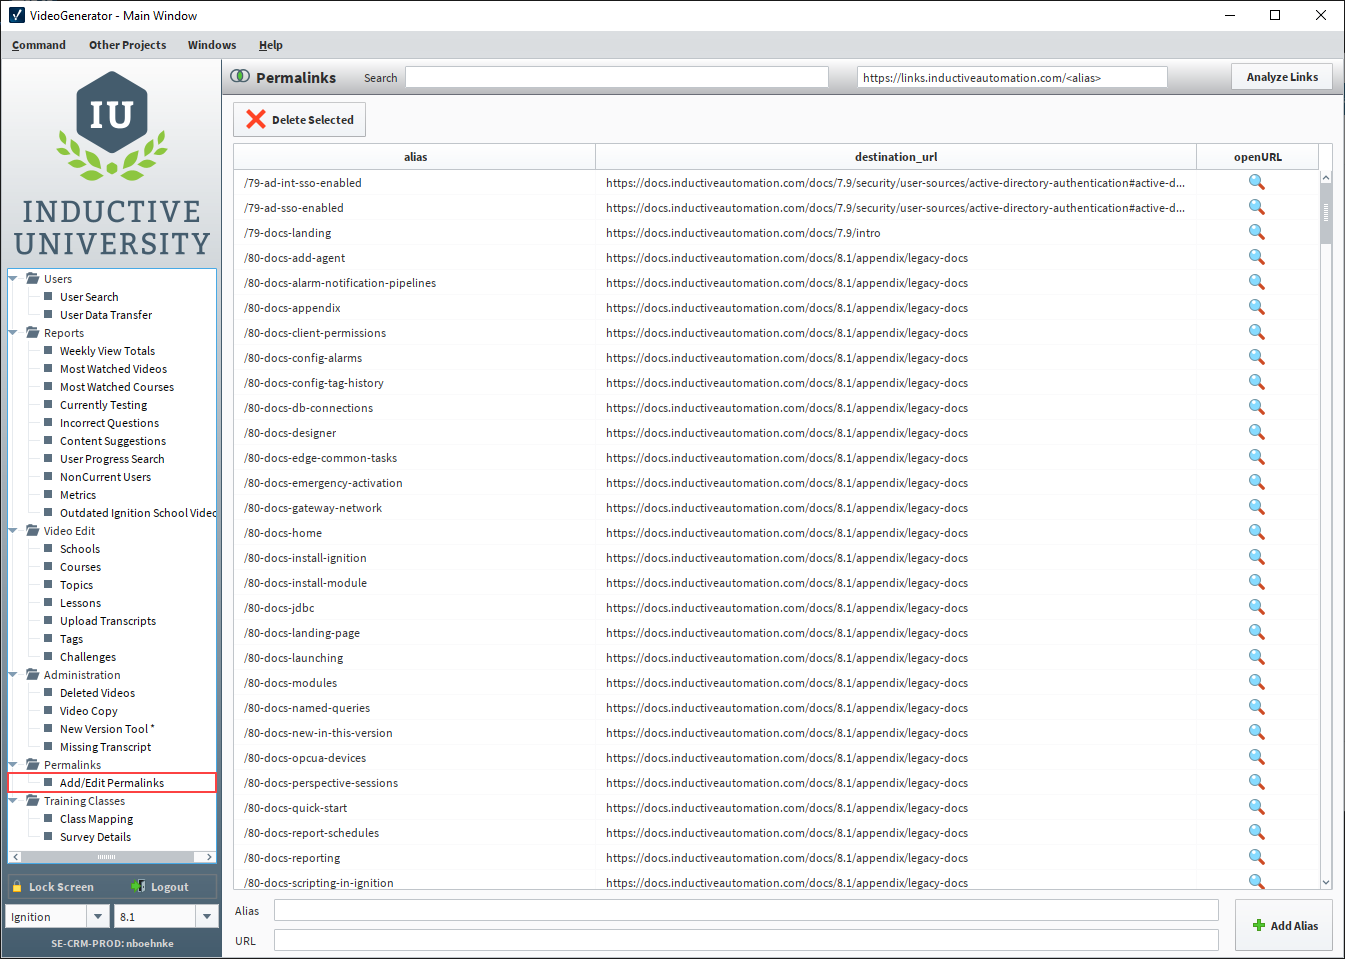 VideoGenerator - Main Window
Command Other Projects Windows Help
IU
INDUCTIVE
UNIVERSITY
Users
User Search
User Data Transfer
Reports
Weekly View Totals
Most Watched Videos
Most Watched Courses
Currently Testing
Incorrect Questions
Content Suggestions
User Progress Search
NonCurrent Users
Metrics
Outdated Ignition School Videc
Video Edit
Schools
Courses
Topics
Lessons
Upload Transcripts
Tags
Challenges
Administration
Deleted Videos
Video Copy
New Version Tool *
Missing Transcript
Permalinks
Add/Edit Permalinks
Training Classes
Class Mapping
Survey Details
Lock Screen Logout
Ignition 8.1
SE-CRM-PROD: nboehnke
Permalinks Search https://links.inductiveautomation.com/<alias> Analyze Links
Delete Selected
alias destination_url openURL
/79-ad-int-sso-enabled https://docs.inductiveautomation.com/docs/7.9/security/user-sources/active-directory-authentication#active-d...
/79-ad-sso-enabled https://docs.inductiveautomation.com/docs/7.9/security/user-sources/active-directory-authentication#active-d...
/79-docs-landing https://docs.inductiveautomation.com/docs/7.9/intro
/80-docs-add-agent https://docs.inductiveautomation.com/docs/8.1/appendix/legacy-docs
/80-docs-alarm-notification-pipelines https://docs.inductiveautomation.com/docs/8.1/appendix/legacy-docs
/80-docs-appendix https://docs.inductiveautomation.com/docs/8.1/appendix/legacy-docs
/80-docs-client-permissions https://docs.inductiveautomation.com/docs/8.1/appendix/legacy-docs
/80-docs-config-alarms https://docs.inductiveautomation.com/docs/8.1/appendix/legacy-docs
/80-docs-config-tag-history https://docs.inductiveautomation.com/docs/8.1/appendix/legacy-docs
/80-docs-db-connections https://docs.inductiveautomation.com/docs/8.1/appendix/legacy-docs
/80-docs-designer https://docs.inductiveautomation.com/docs/8.1/appendix/legacy-docs
/80-docs-edge-common-tasks https://docs.inductiveautomation.com/docs/8.1/appendix/legacy-docs
/80-docs-emergency-activation https://docs.inductiveautomation.com/docs/8.1/appendix/legacy-docs
/80-docs-gateway-network https://docs.inductiveautomation.com/docs/8.1/appendix/legacy-docs
/80-docs-home https://docs.inductiveautomation.com/docs/8.1/appendix/legacy-docs
/80-docs-install-ignition https://docs.inductiveautomation.com/docs/8.1/appendix/legacy-docs
/80-docs-install-module https://docs.inductiveautomation.com/docs/8.1/appendix/legacy-docs
/80-docs-jdbc https://docs.inductiveautomation.com/docs/8.1/appendix/legacy-docs
/80-docs-landing-page https://docs.inductiveautomation.com/docs/8.1/appendix/legacy-docs
/80-docs-launching https://docs.inductiveautomation.com/docs/8.1/appendix/legacy-docs
/80-docs-modules https://docs.inductiveautomation.com/docs/8.1/appendix/legacy-docs
/80-docs-named-queries https://docs.inductiveautomation.com/docs/8.1/appendix/legacy-docs
/80-docs-new-in-this-version https://docs.inductiveautomation.com/docs/8.1/appendix/legacy-docs
/80-docs-opcua-devices https://docs.inductiveautomation.com/docs/8.1/appendix/legacy-docs
/80-docs-perspective-sessions https://docs.inductiveautomation.com/docs/8.1/appendix/legacy-docs
/80-docs-quick-start https://docs.inductiveautomation.com/docs/8.1/appendix/legacy-docs
/80-docs-report-schedules https://docs.inductiveautomation.com/docs/8.1/appendix/legacy-docs
/80-docs-reporting https://docs.inductiveautomation.com/docs/8.1/appendix/legacy-docs
/80-docs-scripting-in-ignition https://docs.inductiveautomation.com/docs/8.1/appendix/legacy-docs
Alias
URL
Add Alias